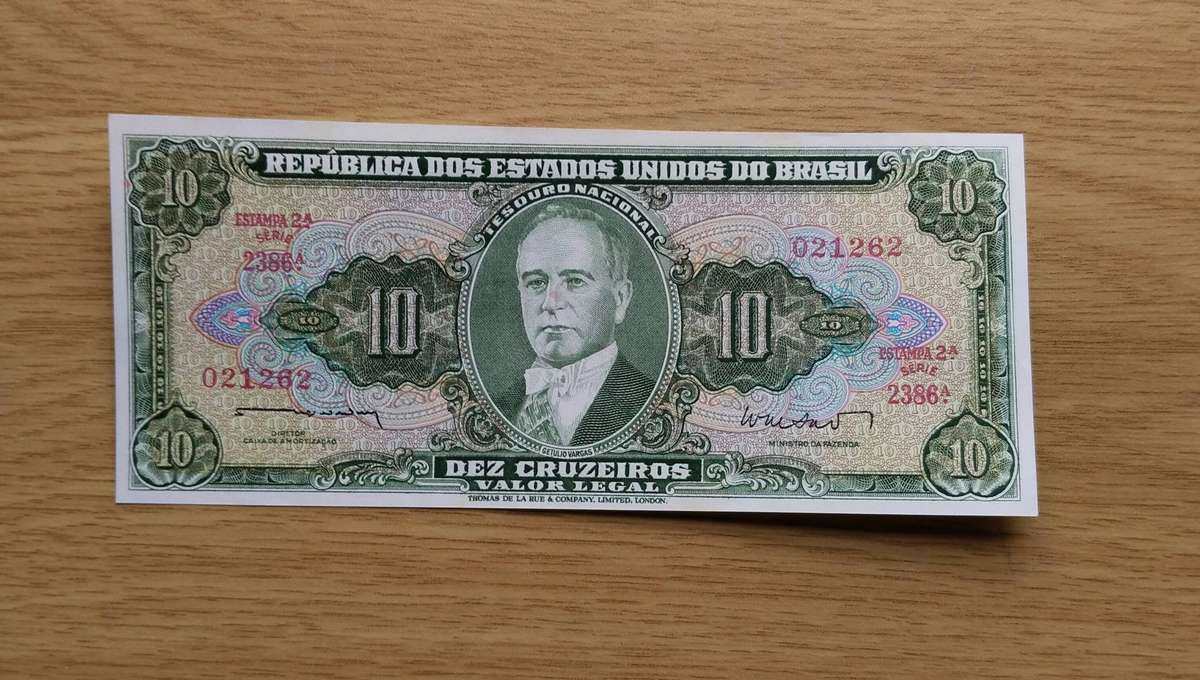 REPÚBLICA DOS ESTADOS UNIDOS DO BRASIL
TESOURO NACIONAL
10
10
ESTAMPA 2ª
SÉRIE
2386ª
021262
10
10
10
10
021262
ESTAMPA 2ª
SÉRIE
2386ª
DIRETOR
CAIXA DE AMORTIZAÇÃO
GETULIO VARGAS
MINISTRO DA FAZENDA
10
10
DEZ CRUZEIROS
VALOR LEGAL
THOMAS DE LA RUE & COMPANY, LIMITED, LONDON.